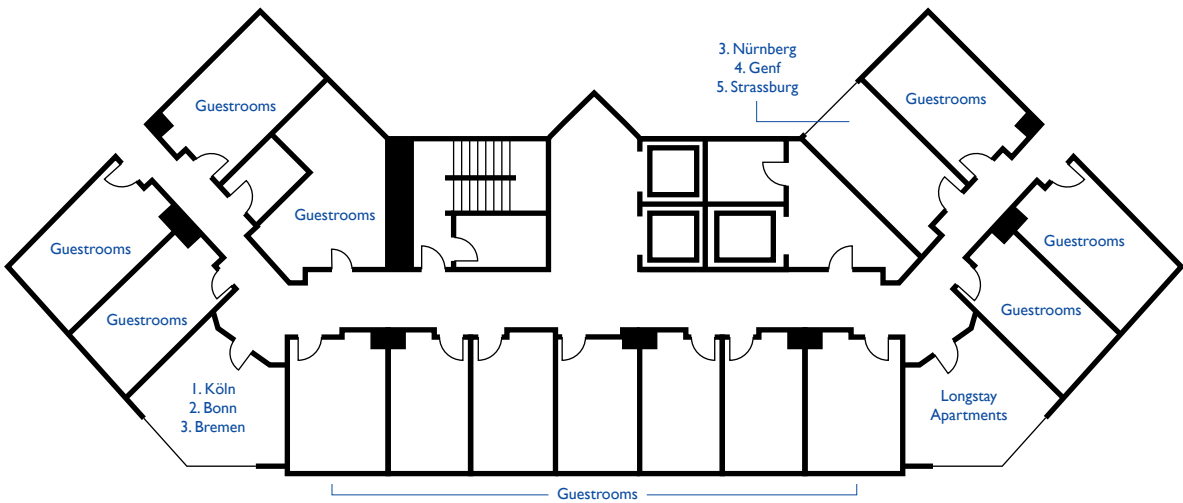 3. Nürnberg
4. Genf
5. Strassburg
Guestrooms
Guestrooms
Guestrooms
Guestrooms
Guestrooms
Guestrooms
Guestrooms
1. Köln
2. Bonn
3. Bremen
Longstay
Apartments
Guestrooms